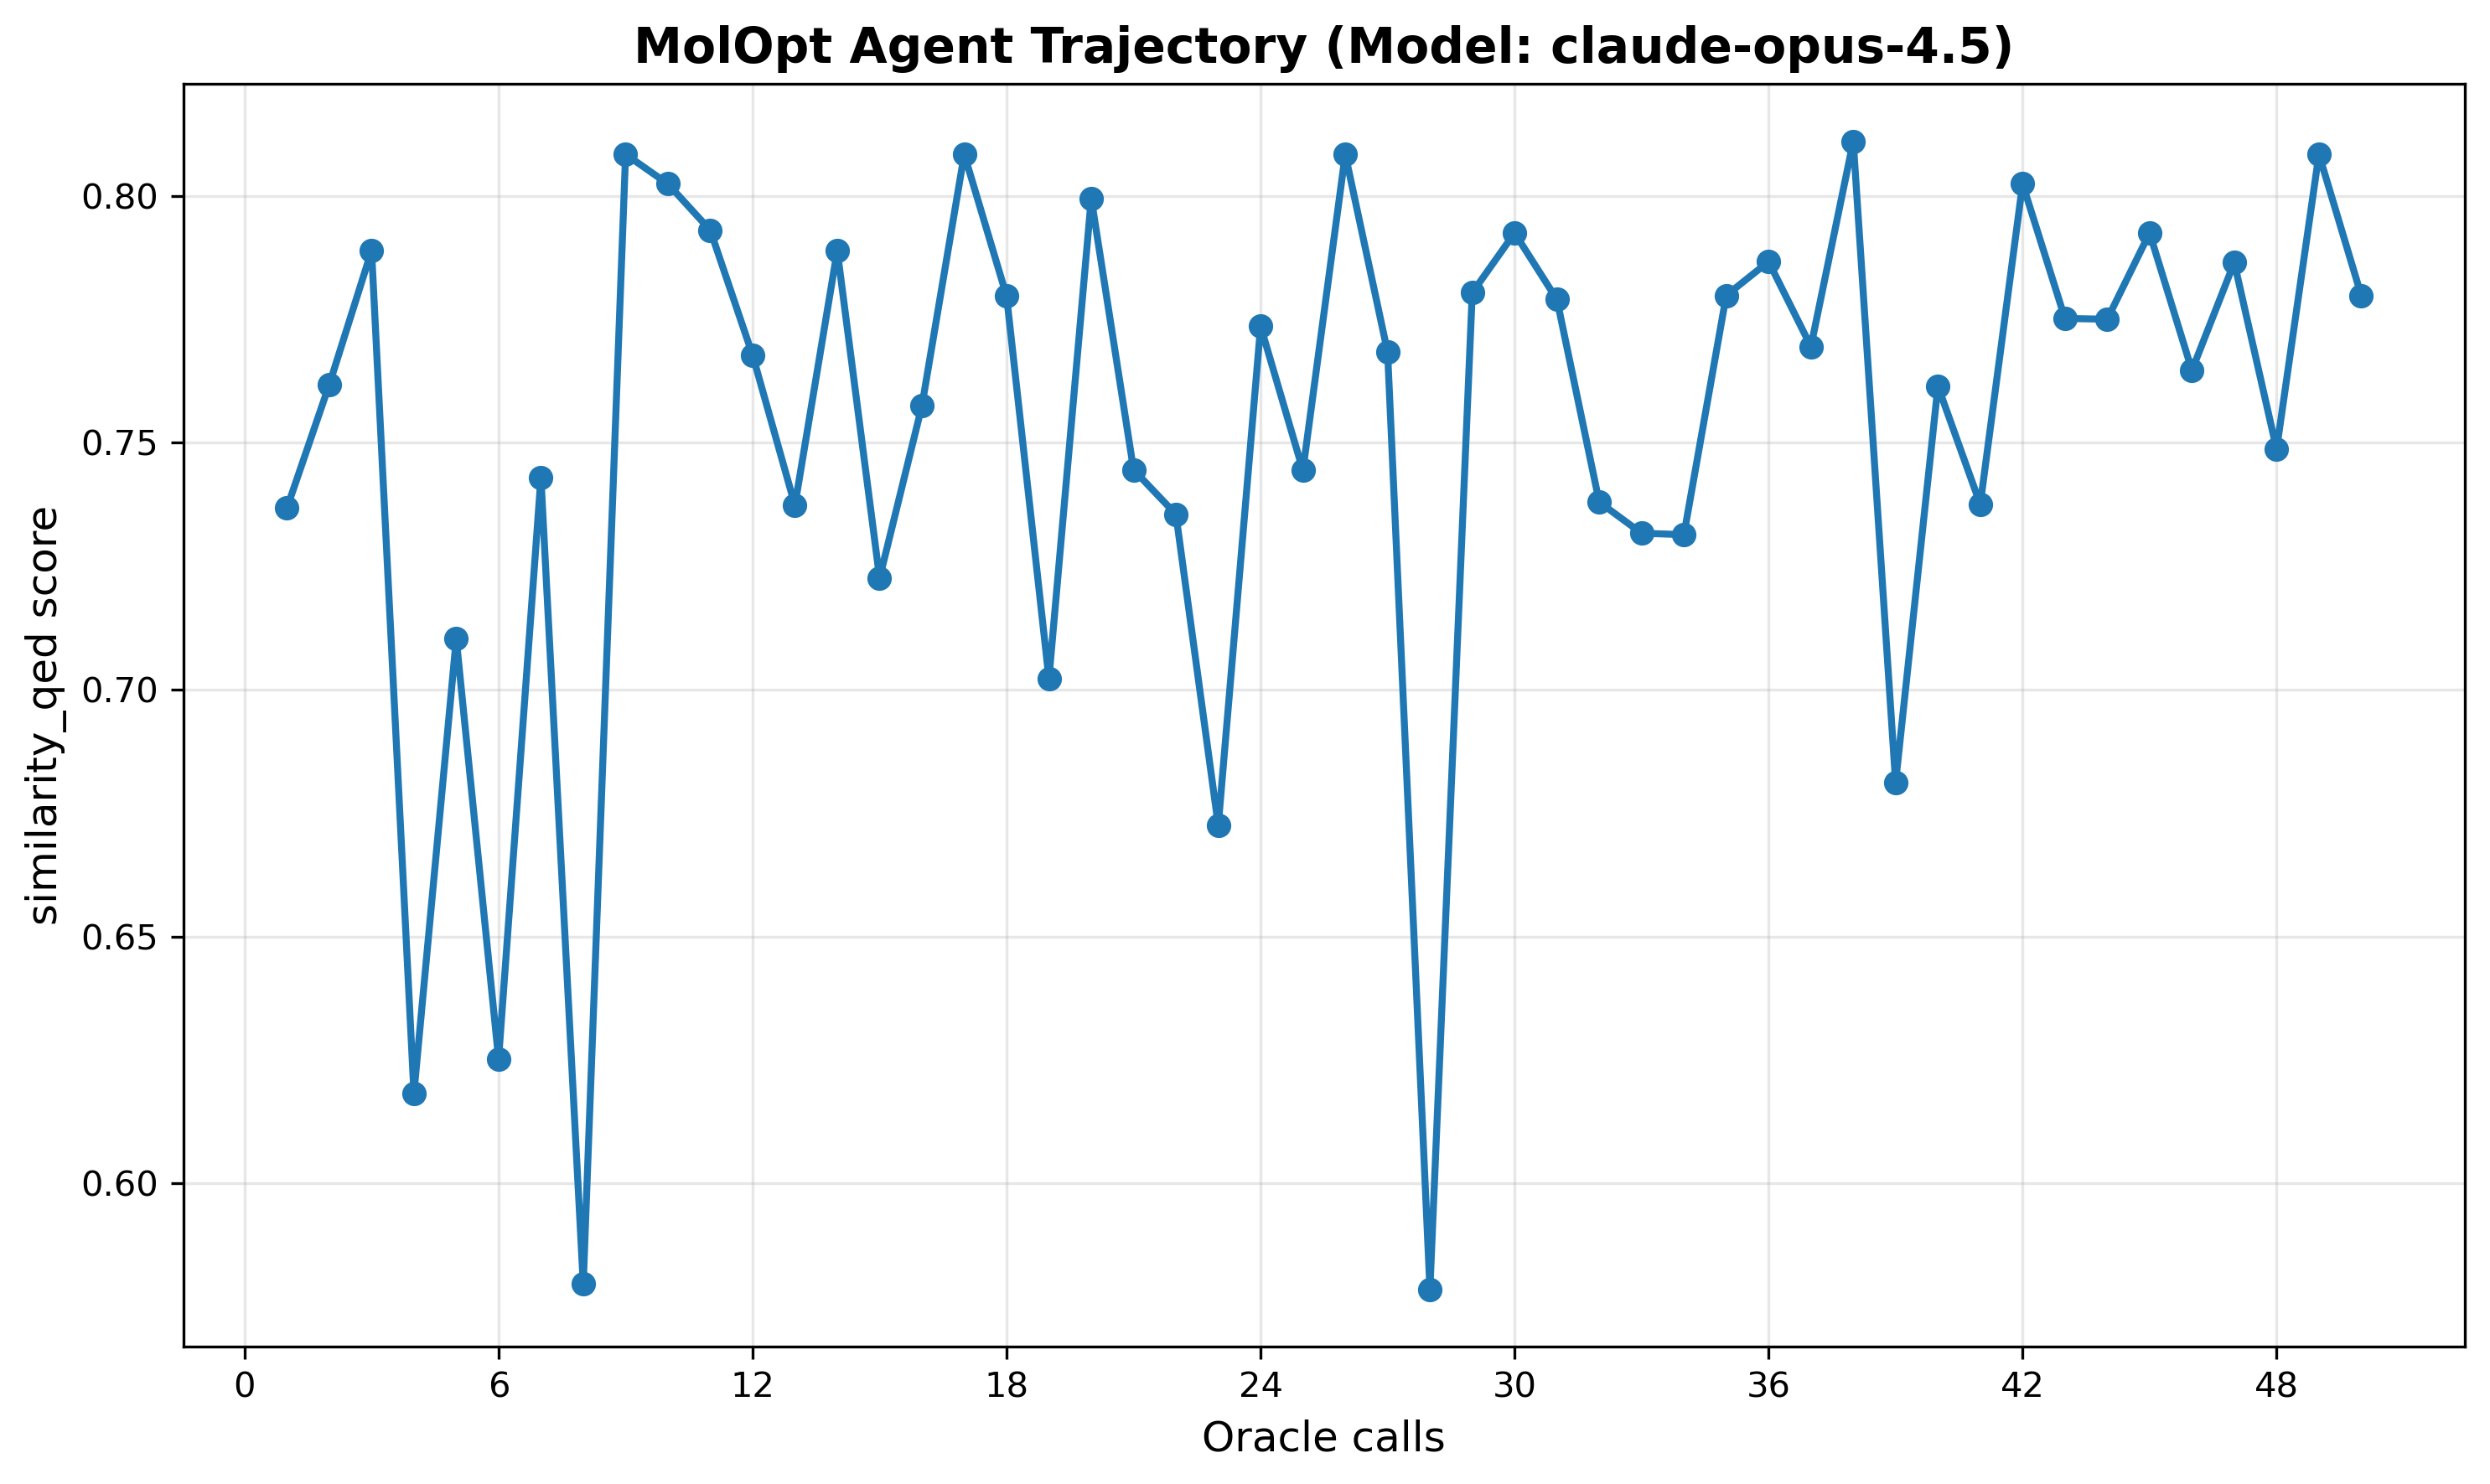 MolOpt Agent Trajectory (Model: claude-opus-4.5)
similarity_qed score
0.80
0.75
0.70
0.65
0.60
0 6 12 18 24 30 36 42 48
Oracle calls